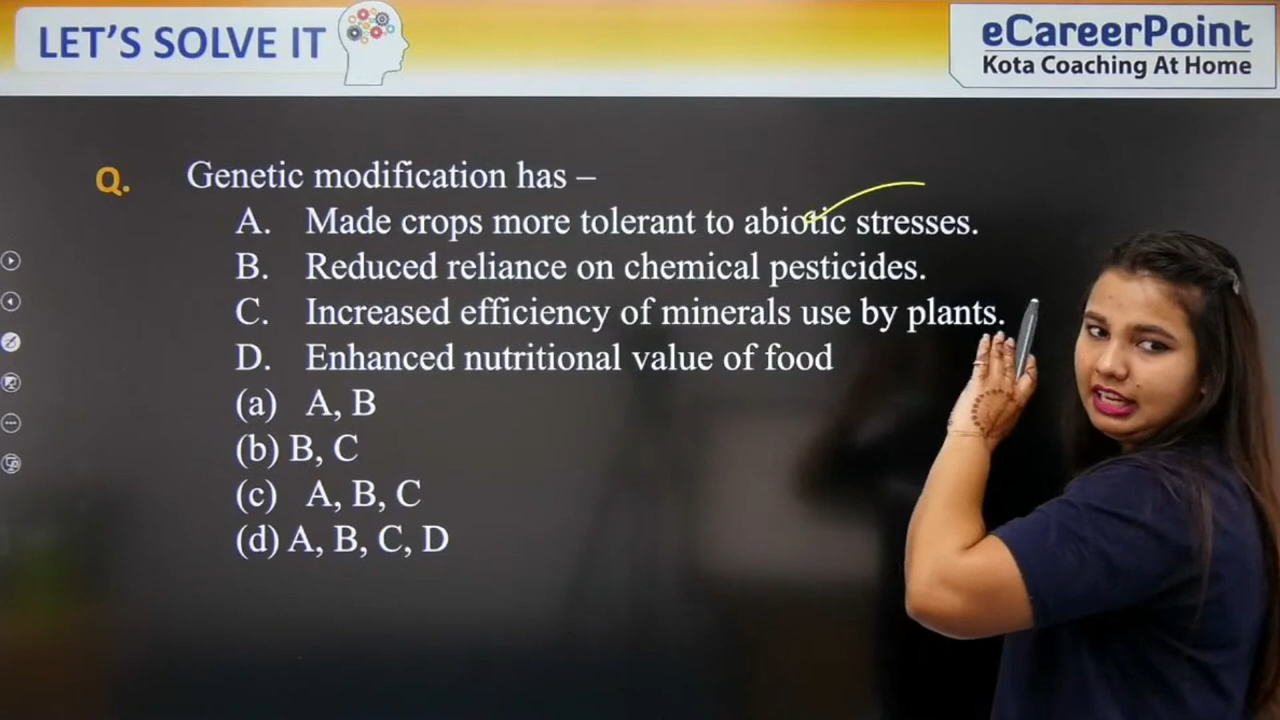 LET'S SOLVE IT
eCareerPoint
Kota Coaching At Home
Q. Genetic modification has –
A. Made crops more tolerant to abiotic stresses.
B. Reduced reliance on chemical pesticides.
C. Increased efficiency of minerals use by plants.
D. Enhanced nutritional value of food
(a) A, B
(b) B, C
(c) A, B, C
(d) A, B, C, D